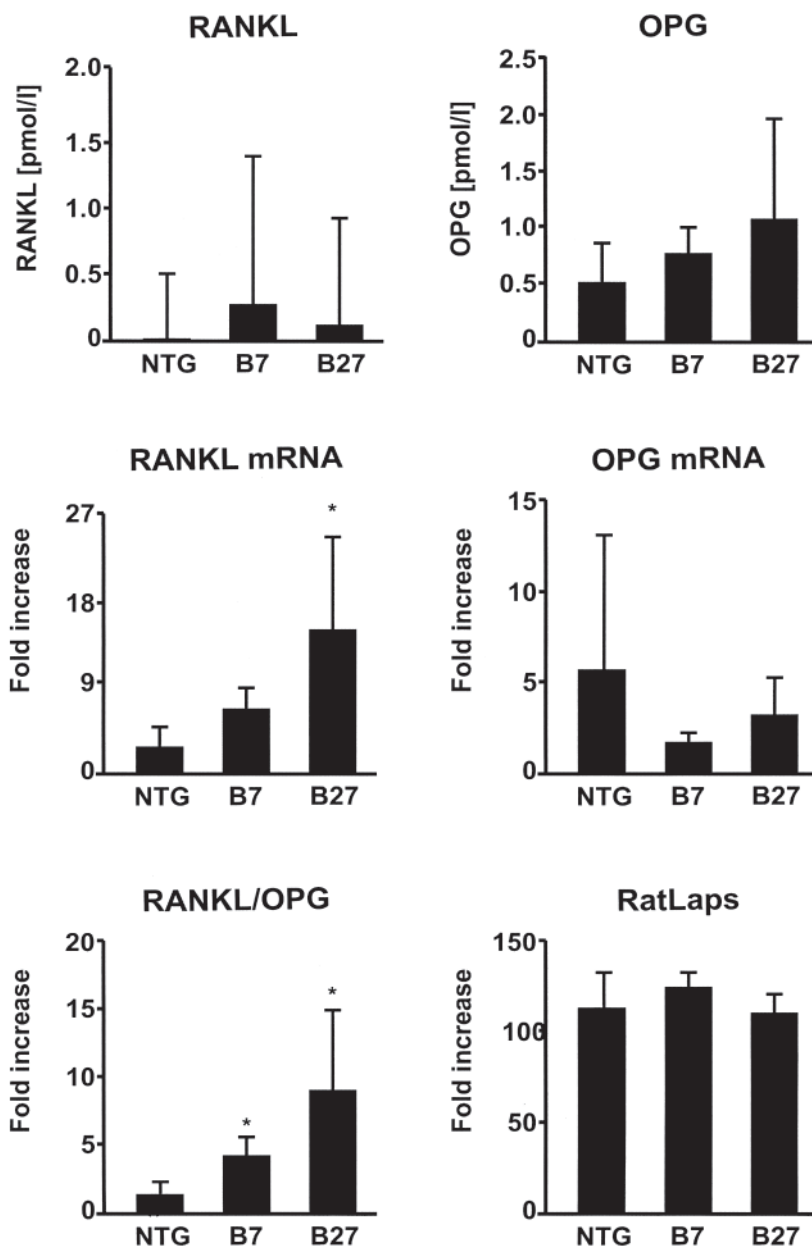 RANKL
RANKL [pmol/l]
2.0
1.5
1.0
0.5
0
NTG B7 B27
OPG
OPG [pmol/l]
2.5
2.0
1.5
1.0
0.5
0
NTG B7 B27
RANKL mRNA
Fold increase
27
18
9
0
*
NTG B7 B27
OPG mRNA
Fold increase
15
10
5
0
NTG B7 B27
RANKL/OPG
Fold increase
20
15
10
5
0
*
*
NTG B7 B27
RatLaps
Fold increase
150
100
50
0
NTG B7 B27